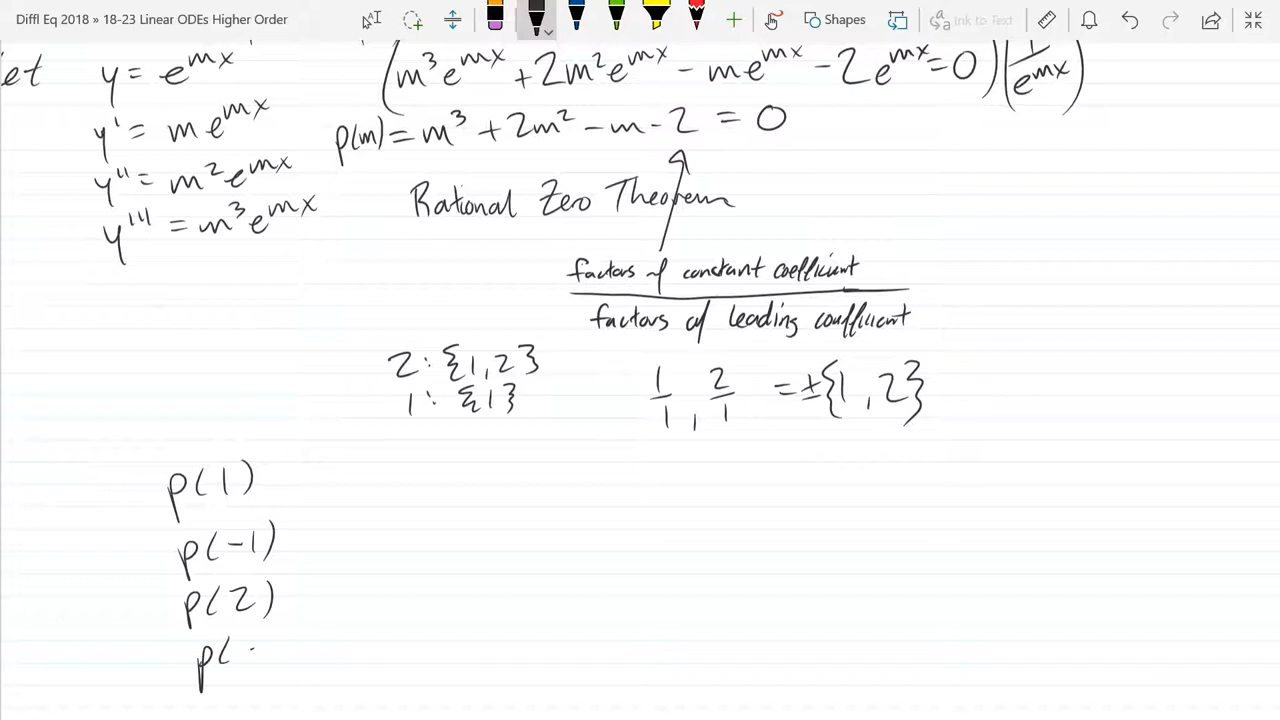 Diffl Eq 2018 » 18-23 Linear ODEs Higher Order
Shapes
Ink to Text
let y = e^{mx}
(m³e^{mx} + 2m²e^{mx} - me^{mx} - 2e^{mx} = 0)(1/e^{mx})
y' = me^{mx}
p(m) = m³ + 2m² - m - 2 = 0
y'' = m²e^{mx}
Rational Zero Theorem
y''' = m³e^{mx}
factors of constant coefficient
factors of leading coefficient
2: {1, 2}
1: {1}
1/1, 2/1 = ±{1, 2}
p(1)
p(-1)
p(2)
p(